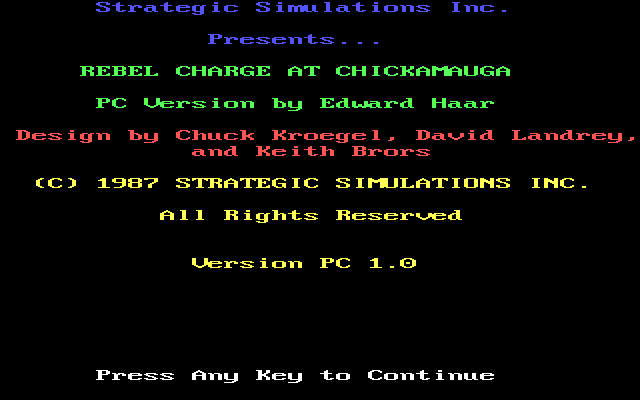 Strategic Simulations Inc.
Presents...
REBEL CHARGE AT CHICKAMAUGA
PC Version by Edward Haar
Design by Chuck Kroegel, David Landrey,
and Keith Brors
(C) 1987 STRATEGIC SIMULATIONS INC.
All Rights Reserved
Version PC 1.0
Press Any Key to Continue